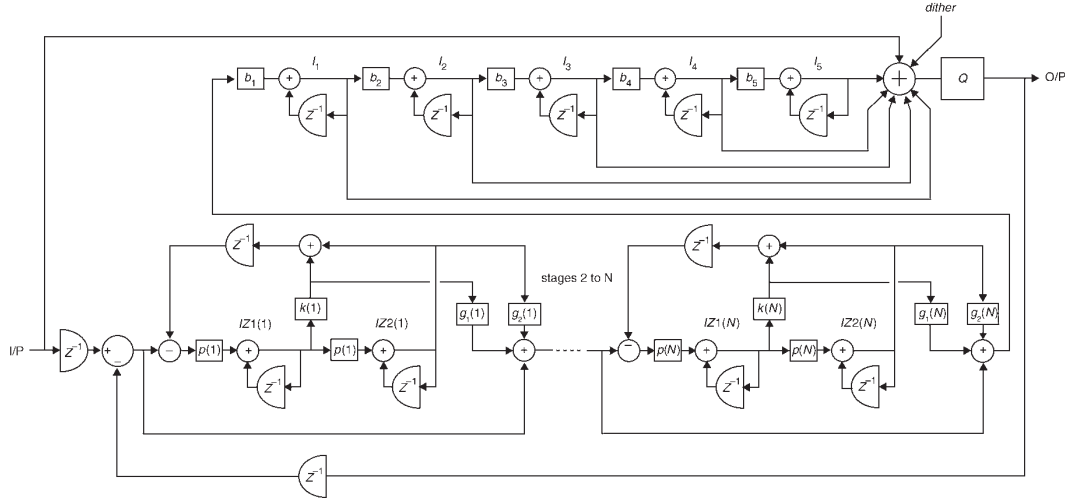 dither
I₁ I₂ I₃ I₄ I₅
b₁ + b₂ + b₃ + b₄ + b₅ + + Q O/P
z⁻¹ z⁻¹ z⁻¹ z⁻¹ z⁻¹
z⁻¹ + z⁻¹ +
stages 2 to N
k(1) g₁(1) g₂(1) k(N) g₁(N) g₂(N)
IZ1(1) IZ2(1) IZ1(N) IZ2(N)
I/P z⁻¹ + − − p(1) + p(1) + + − p(N) + p(N) + +
z⁻¹ z⁻¹ z⁻¹ z⁻¹
z⁻¹